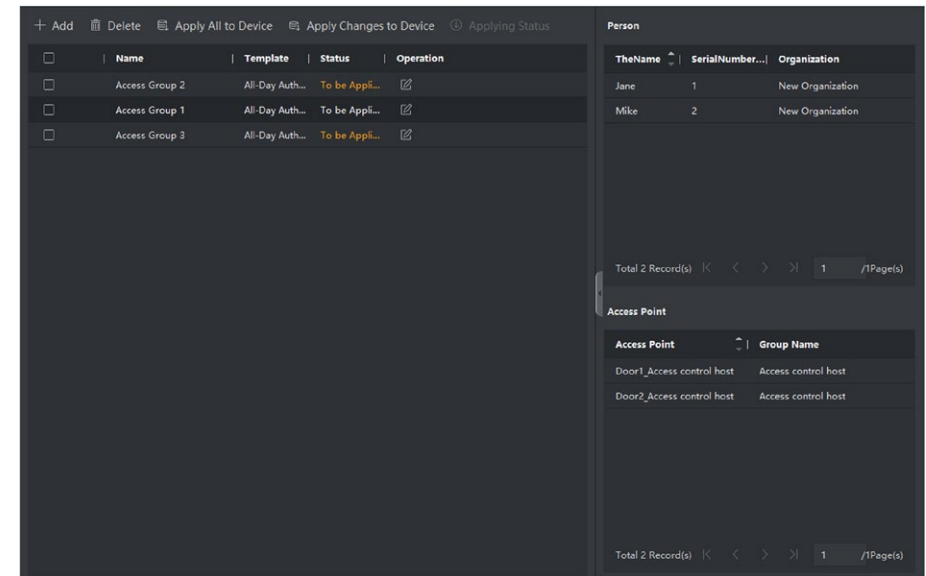 Add Delete Apply All to Device Apply Changes to Device Applying Status
Name Template Status Operation
Access Group 2 All-Day Auth... To be Appli...
Access Group 1 All-Day Auth... To be Appli...
Access Group 3 All-Day Auth... To be Appli...
Person
TheName SerialNumber... Organization
Jane 1 New Organization
Mike 2 New Organization
Total 2 Record(s) 1 /1Page(s)
Access Point
Access Point Group Name
Door1_Access control host Access control host
Door2_Access control host Access control host
Total 2 Record(s) 1 /1Page(s)